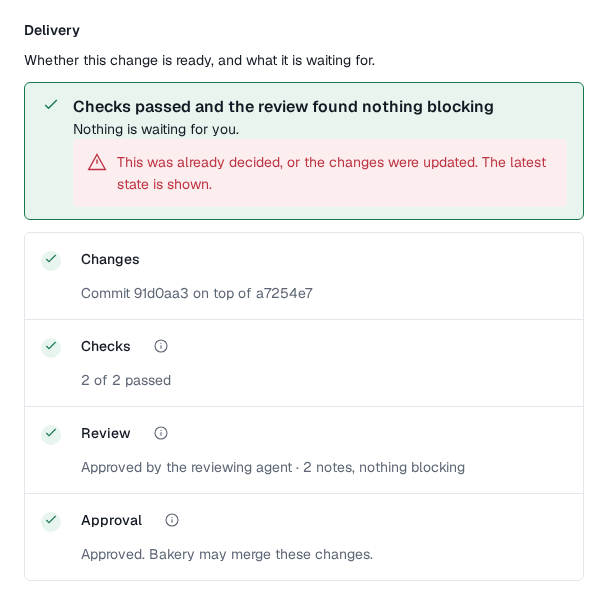 Delivery
Whether this change is ready, and what it is waiting for.
Checks passed and the review found nothing blocking
Nothing is waiting for you.
This was already decided, or the changes were updated. The latest
state is shown.
Changes
Commit 91d0aa3 on top of a7254e7
Checks
2 of 2 passed
Review
Approved by the reviewing agent · 2 notes, nothing blocking
Approval
Approved. Bakery may merge these changes.